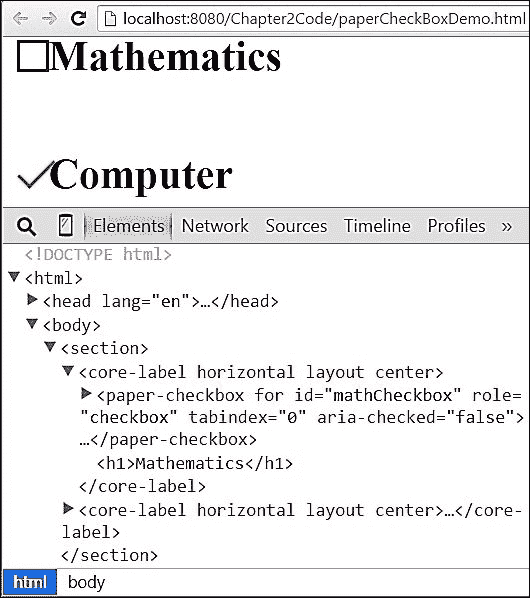 localhost:8080/Chapter2Code/paperCheckBoxDemo.html
Mathematics
Computer
Elements Network Sources Timeline Profiles »
<!DOCTYPE html>
<html>
<head lang="en">…</head>
<body>
<section>
<core-label horizontal layout center>
<paper-checkbox for id="mathCheckbox" role=
"checkbox" tabindex="0" aria-checked="false">
…</paper-checkbox>
<h1>Mathematics</h1>
</core-label>
<core-label horizontal layout center>…</core-
label>
</section>
html body